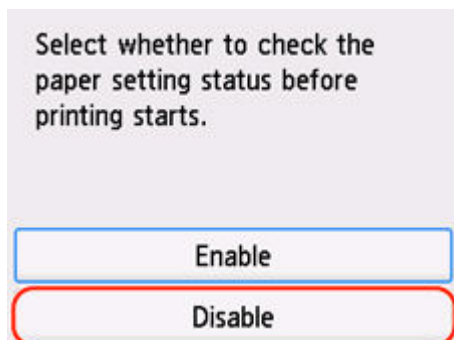 Select whether to check the
paper setting status before
printing starts.
Enable
Disable